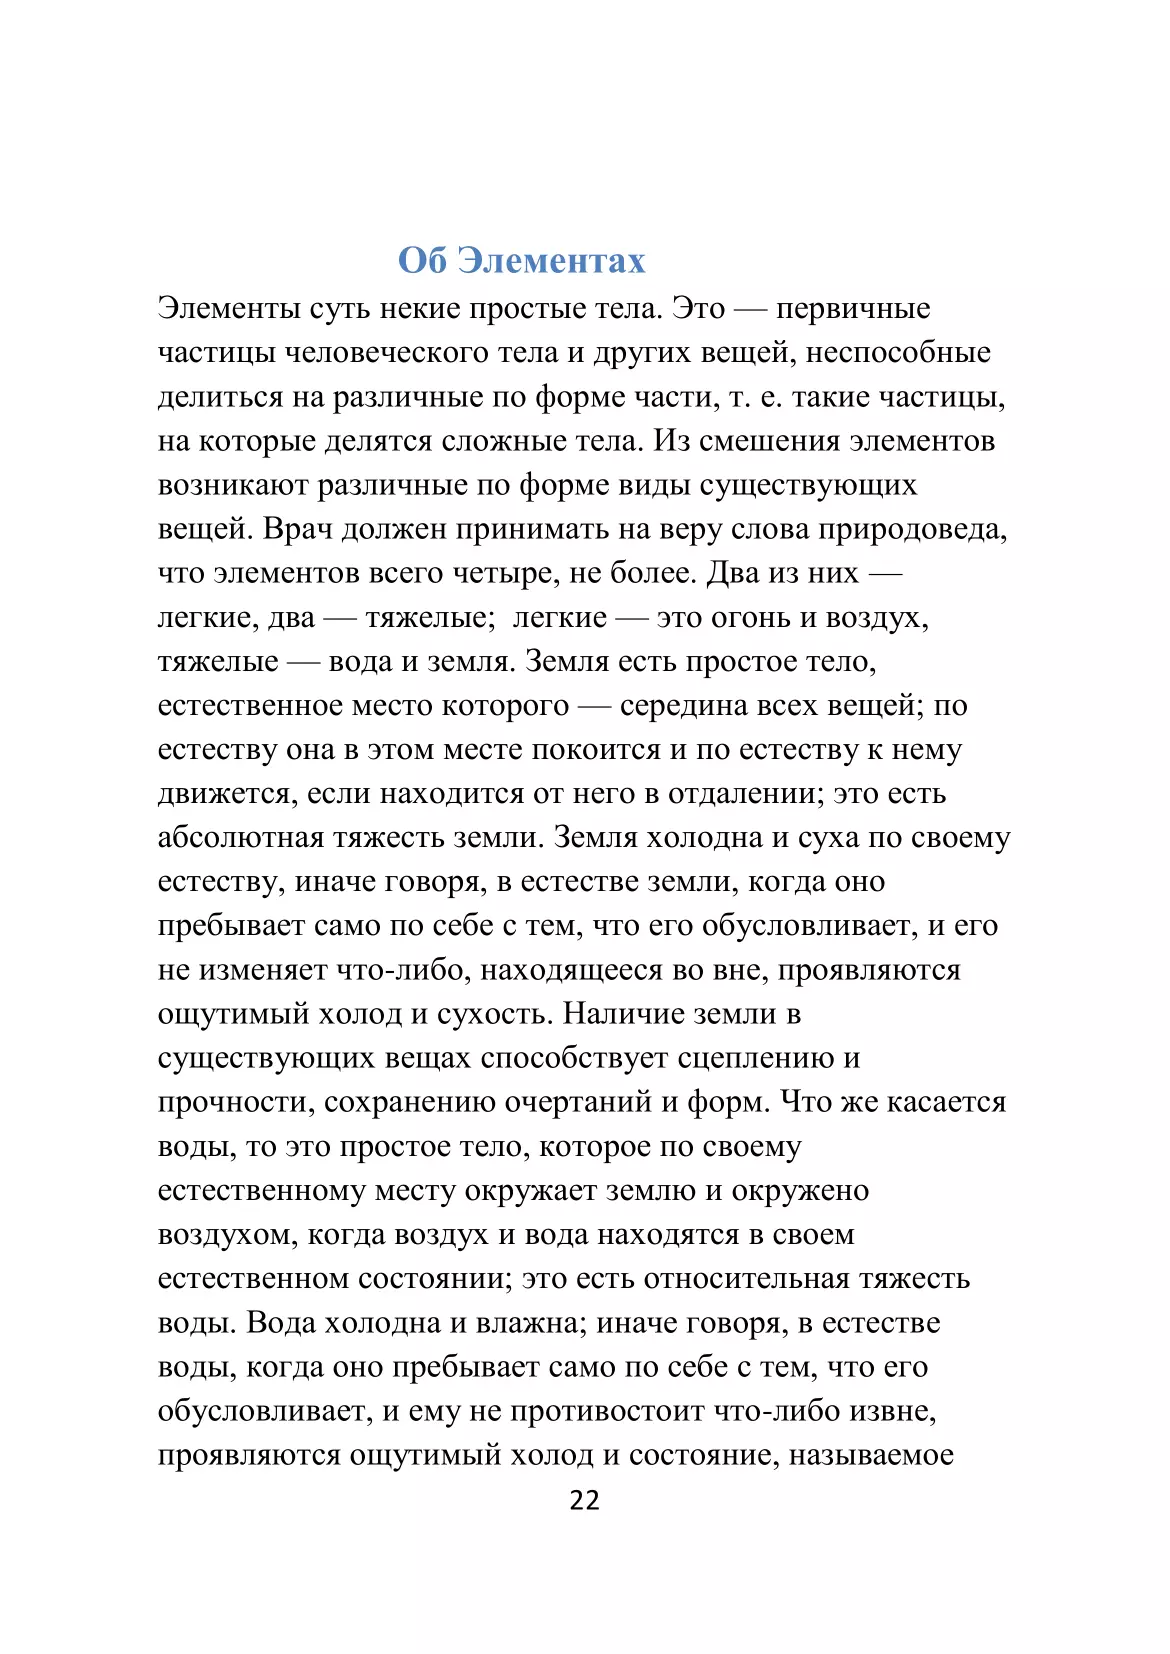 Об Элементах
Элементы суть некие простые тела. Это — первичные
частицы человеческого тела и других вещей, неспособные
делиться на различные по форме части, т. е. такие частицы,
на которые делятся сложные тела. Из смешения элементов
возникают различные по форме виды существующих
вещей. Врач должен принимать на веру слова природоведа,
что элементов всего четыре, не более. Два из них —
легкие, два — тяжелые;  легкие — это огонь и воздух,
тяжелые — вода и земля. Земля есть простое тело,
естественное место которого — середина всех вещей; по
естеству она в этом месте покоится и по естеству к нему
движется, если находится от него в отдалении; это есть
абсолютная тяжесть земли. Земля холодна и суха по своему
естеству, иначе говоря, в естестве земли, когда оно
пребывает само по себе с тем, что его обусловливает, и его
не изменяет что-либо, находящееся во вне, проявляются
ощутимый холод и сухость. Наличие земли в
существующих вещах способствует сцеплению и
прочности, сохранению очертаний и форм. Что же касается
воды, то это простое тело, которое по своему
естественному месту окружает землю и окружено
воздухом, когда воздух и вода находятся в своем
естественном состоянии; это есть относительная тяжесть
воды. Вода холодна и влажна; иначе говоря, в естестве
воды, когда оно пребывает само по себе с тем, что его
обусловливает, и ему не противостоит что-либо извне,
проявляются ощутимый холод и состояние, называемое
22